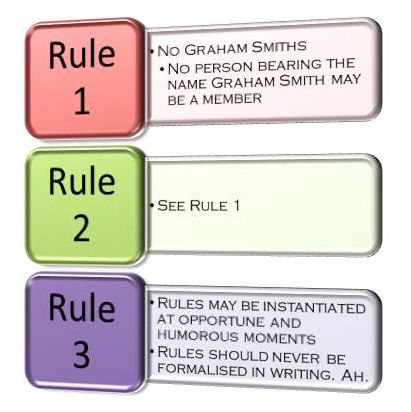 Rule
1
• No Graham Smiths
• No person bearing the
name Graham Smith may
be a member
Rule
2
• See Rule 1
Rule
3
• Rules may be instantiated
at opportune and
humorous moments
• Rules should never be
formalised in writing. Ah.